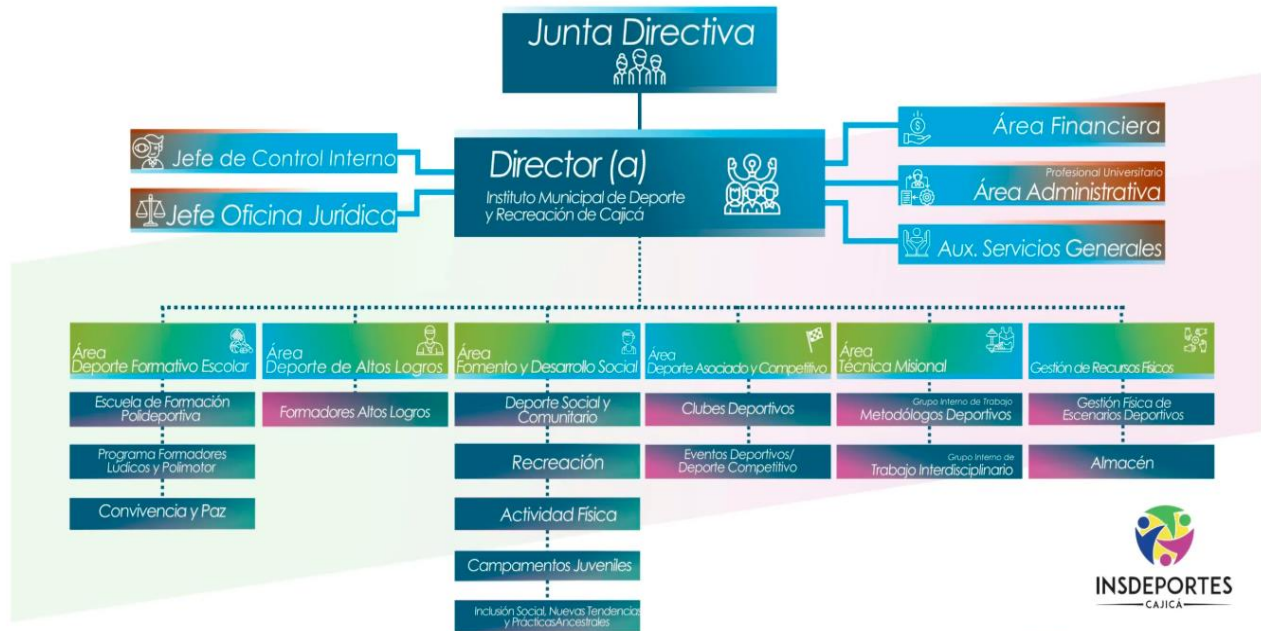 Junta Directiva
Jefe de Control Interno
Jefe Oficina Jurídica
Director (a)
Instituto Municipal de Deporte
y Recreación de Cajicá
Área Financiera
Profesional Universitario
Área Administrativa
Aux. Servicios Generales
Área
Deporte Formativo Escolar
Escuela de Formación
Polideportiva
Programa Formadores
Lúdicos y Polimotor
Convivencia y Paz
Área
Deporte de Altos Logros
Formadores Altos Logros
Área
Fomento y Desarrollo Social
Deporte Social y
Comunitario
Recreación
Actividad Física
Campamentos Juveniles
Inclusión Social, Nuevas Tendencias
y PrácticasAncestrales
Área
Deporte Asociado y Competitivo
Clubes Deportivos
Eventos Deportivos/
Deporte Competitivo
Área
Técnica Misional
Grupo Interno de Trabajo
Metodólogos Deportivos
Grupo Interno de
Trabajo Interdisciplinario
Gestión de Recursos Físicos
Gestión Física de
Escenarios Deportivos
Almacén
INSDEPORTES
CAJICÁ